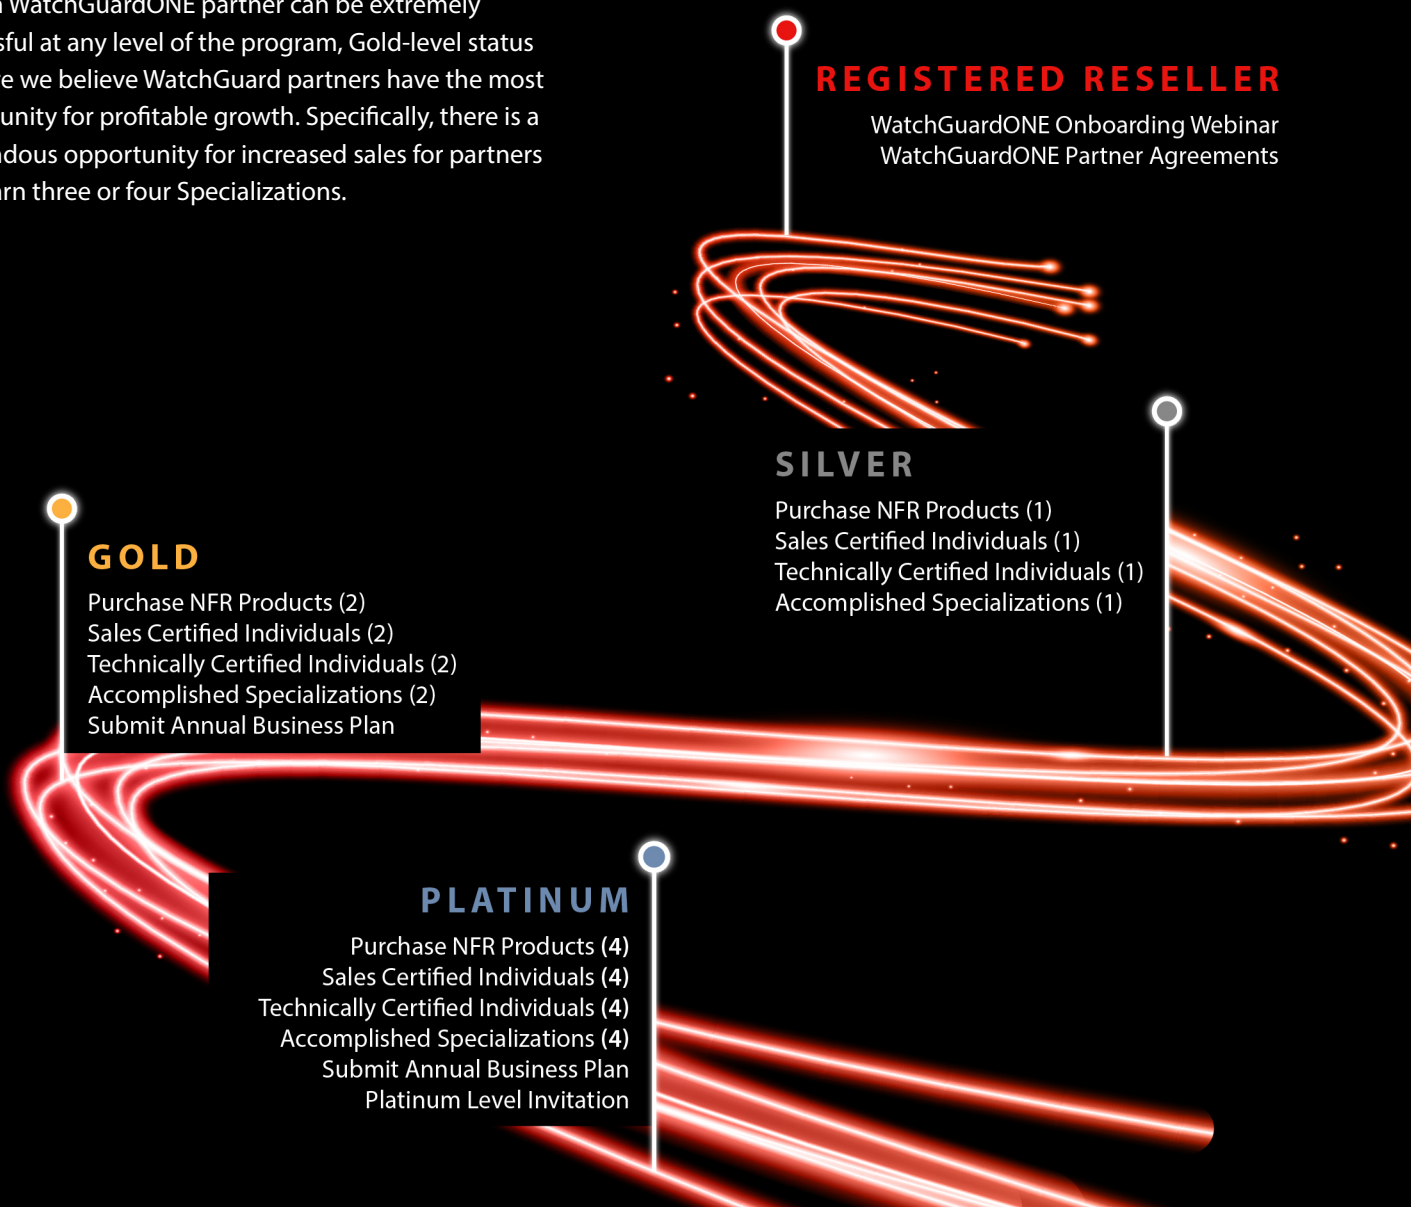 WatchGuardONE partner can be extremely
at any level of the program, Gold-level status
we believe WatchGuard partners have the most
for profitable growth. Specifically, there is a
opportunity for increased sales for partners
three or four Specializations.
REGISTERED RESELLER
WatchGuardONE Onboarding Webinar
WatchGuardONE Partner Agreements
SILVER
Purchase NFR Products (1)
Sales Certified Individuals (1)
Technically Certified Individuals (1)
Accomplished Specializations (1)
GOLD
Purchase NFR Products (2)
Sales Certified Individuals (2)
Technically Certified Individuals (2)
Accomplished Specializations (2)
Submit Annual Business Plan
PLATINUM
Purchase NFR Products (4)
Sales Certified Individuals (4)
Technically Certified Individuals (4)
Accomplished Specializations (4)
Submit Annual Business Plan
Platinum Level Invitation